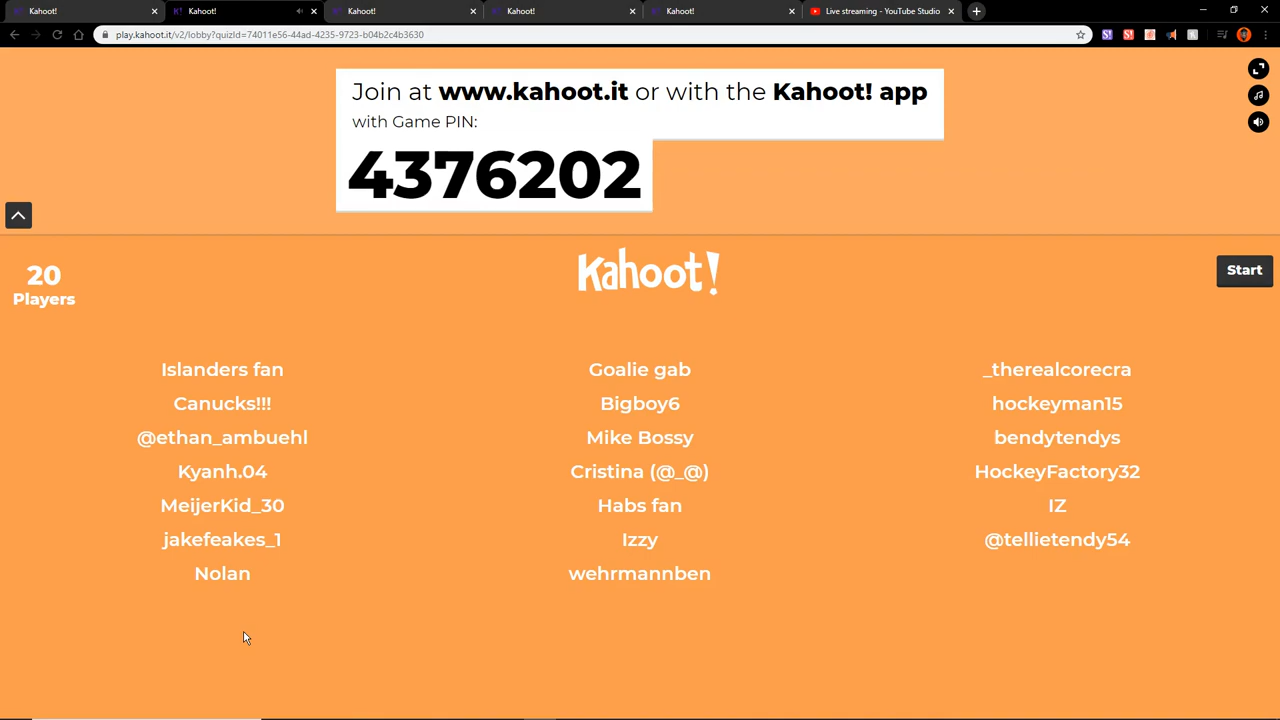 Kahoot!
Kahoot!
Kahoot!
Kahoot!
Kahoot!
Live streaming - YouTube Studio
play.kahoot.it/v2/lobby?quizId=74011e56-44ad-4235-9723-b04b2c4b3630
Join at www.kahoot.it or with the Kahoot! app
with Game PIN:
4376202
20
Players
Kahoot!
Start
Islanders fan
Goalie gab
_therealcorecra
Canucks!!!
Bigboy6
hockeyman15
@ethan_ambuehl
Mike Bossy
bendytendys
Kyanh.04
Cristina (@_@)
HockeyFactory32
MeijerKid_30
Habs fan
IZ
jakefeakes_1
Izzy
@tellietendy54
Nolan
wehrmannben